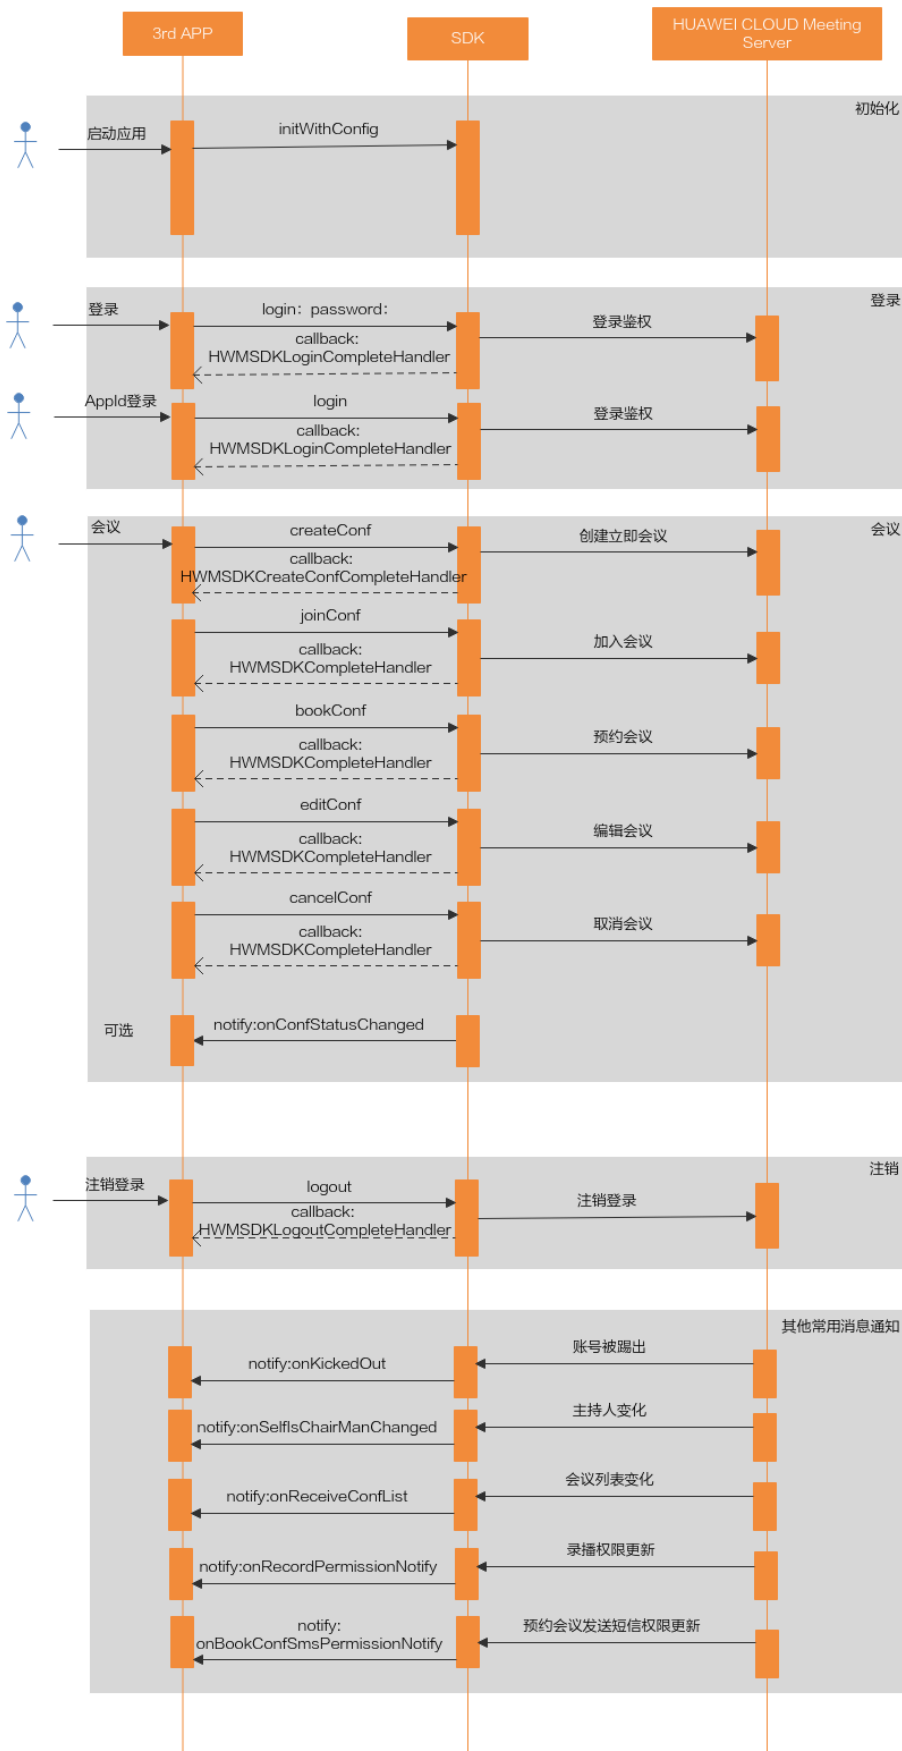 3rd APP
SDK
HUAWEI CLOUD Meeting
Server
初始化
启动应用
initWithConfig
登录
登录
login：password：
登录鉴权
callback:
HWMSDKLoginCompleteHandler
AppId登录
login
登录鉴权
callback:
HWMSDKLoginCompleteHandler
会议
会议
createConf
创建立即会议
callback:
HWMSDKCreateConfCompleteHandler
joinConf
加入会议
callback:
HWMSDKCompleteHandler
bookConf
预约会议
callback:
HWMSDKCompleteHandler
editConf
编辑会议
callback:
HWMSDKCompleteHandler
cancelConf
取消会议
callback:
HWMSDKCompleteHandler
可选
notify:onConfStatusChanged
注销
注销登录
logout
注销登录
callback:
HWMSDKLogoutCompleteHandler
其他常用消息通知
账号被踢出
notify:onKickedOut
主持人变化
notify:onSelfIsChairManChanged
会议列表变化
notify:onReceiveConfList
录播权限更新
notify:onRecordPermissionNotify
预约会议发送短信权限更新
notify:
onBookConfSmsPermissionNotify